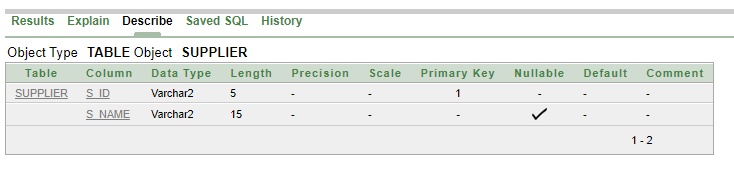 Results Explain Describe Saved SQL History
Object Type TABLE Object SUPPLIER
Table Column Data Type Length Precision Scale Primary Key Nullable Default Comment
SUPPLIER S_ID Varchar2 5 - - 1 - - -
S_NAME Varchar2 15 - - - ✓ - -
1 - 2